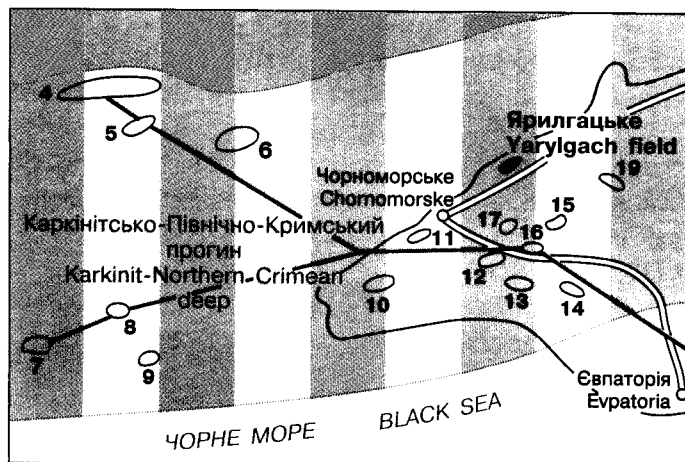 4
5
6
Ярилгацьке
Yarylgach field
19
Чорноморське
Chornomorske
Каркінітсько-Північно-Кримський
прогин
Karkinit-Northern-Crimean
deep
11
17
16
15
12
13
14
10
7
8
9
Євпаторія
Evpatoria
ЧОРНЕ МОРЕ
BLACK SEA